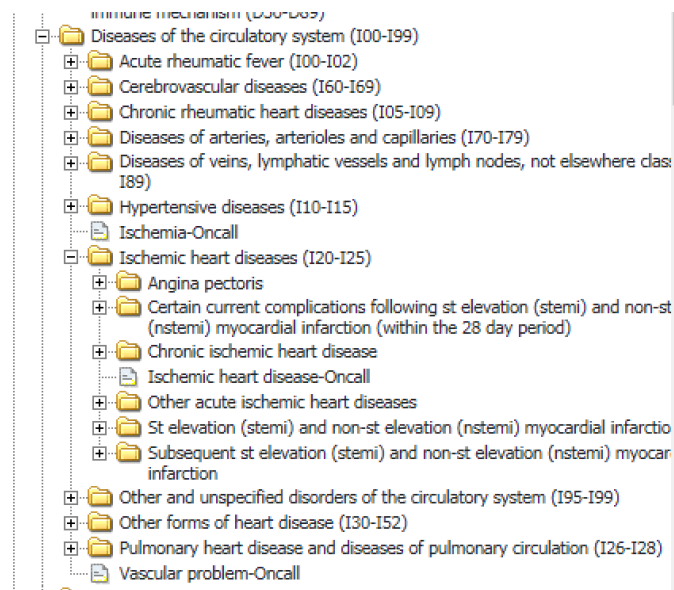 immune mechanism (D50-D89)
Diseases of the circulatory system (I00-I99)
Acute rheumatic fever (I00-I02)
Cerebrovascular diseases (I60-I69)
Chronic rheumatic heart diseases (I05-I09)
Diseases of arteries, arterioles and capillaries (I70-I79)
Diseases of veins, lymphatic vessels and lymph nodes, not elsewhere clas
I89)
Hypertensive diseases (I10-I15)
Ischemia-Oncall
Ischemic heart diseases (I20-I25)
Angina pectoris
Certain current complications following st elevation (stemi) and non-st
(nstemi) myocardial infarction (within the 28 day period)
Chronic ischemic heart disease
Ischemic heart disease-Oncall
Other acute ischemic heart diseases
St elevation (stemi) and non-st elevation (nstemi) myocardial infarctio
Subsequent st elevation (stemi) and non-st elevation (nstemi) myocar
infarction
Other and unspecified disorders of the circulatory system (I95-I99)
Other forms of heart disease (I30-I52)
Pulmonary heart disease and diseases of pulmonary circulation (I26-I28)
Vascular problem-Oncall